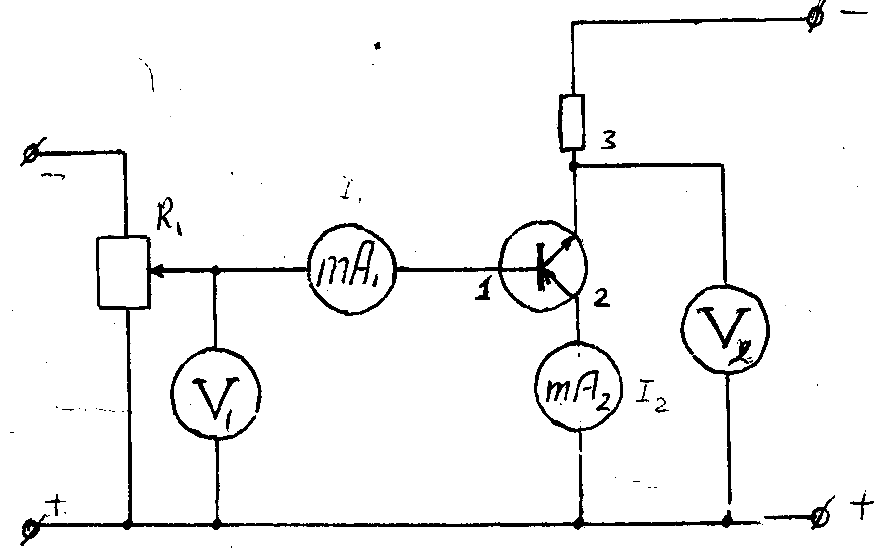 −
3
−
I₁
R₁
mA₁
1
2
V₂
V₁
mA₂
I₂
+
+